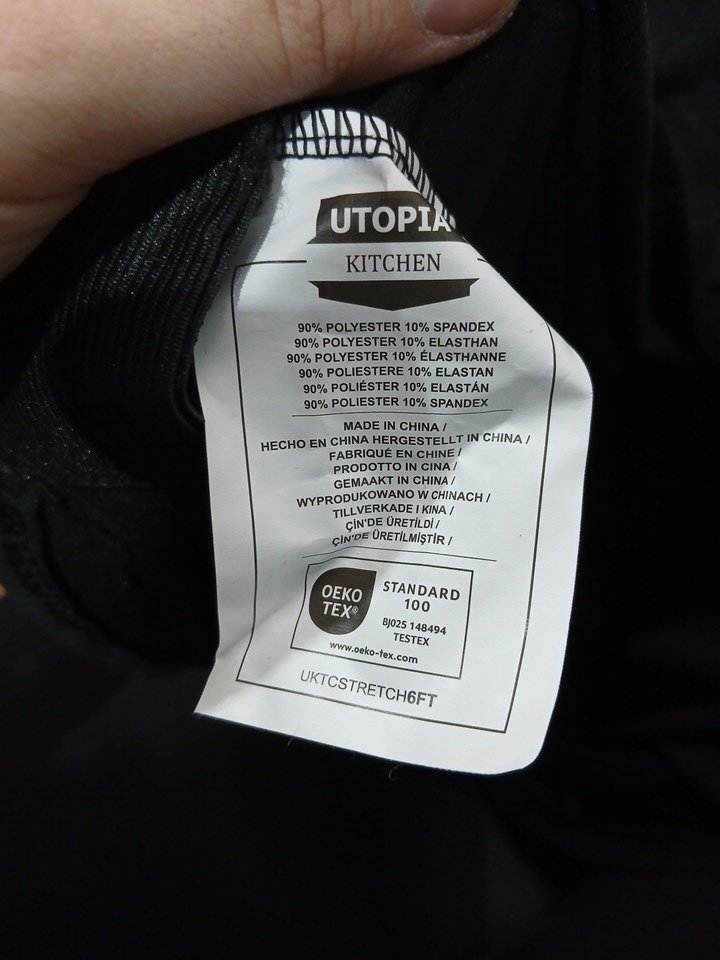 UTOPIA
KITCHEN
90% POLYESTER 10% SPANDEX
90% POLYESTER 10% ELASTHAN
90% POLYESTER 10% ÉLASTHANNE
90% POLIESTERE 10% ELASTAN
90% POLIÉSTER 10% ELASTÁN
90% POLIESTER 10% SPANDEX
MADE IN CHINA /
HECHO EN CHINA HERGESTELLT IN CHINA /
FABRIQUÉ EN CHINE /
PRODOTTO IN CINA /
GEMAAKT IN CHINA /
WYPRODUKOWANO W CHINACH /
TILLVERKADE I KINA /
ÇİN'DE ÜRETİLDİ /
ÇİN'DE ÜRETİLMİŞTİR /
OEKO
TEX®
STANDARD
100
BJ025 148494
TESTEX
www.oeko-tex.com
UKTCSTRETCH6FT